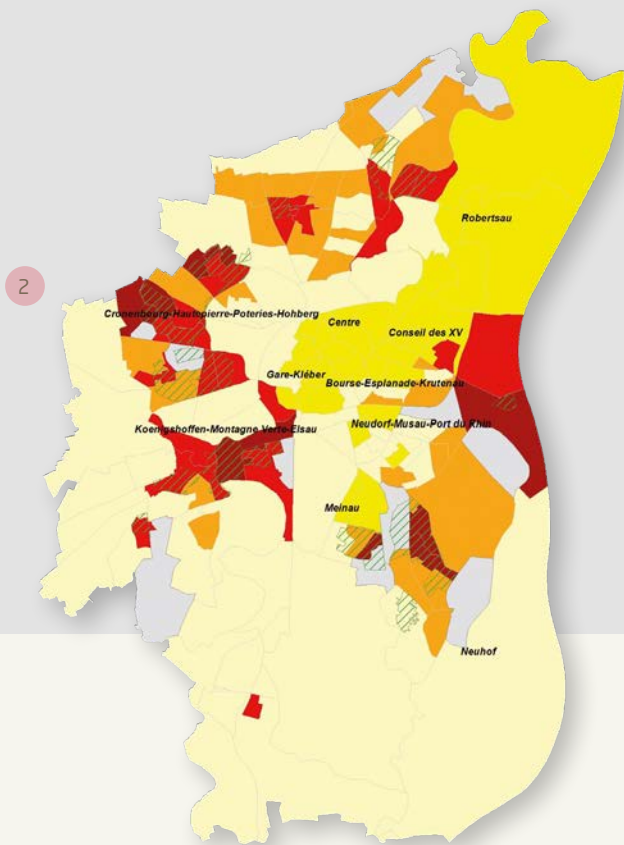 2
Robertsau
Cronenbourg-Hautepierre-Poteries-Hohberg
Centre
Conseil des XV
Gare-Kléber
Bourse-Esplanade-Krutenau
Koenigshoffen-Montagne Verte-Elsau
Neudorf-Musau-Port du Rhin
Meinau
Neuhof